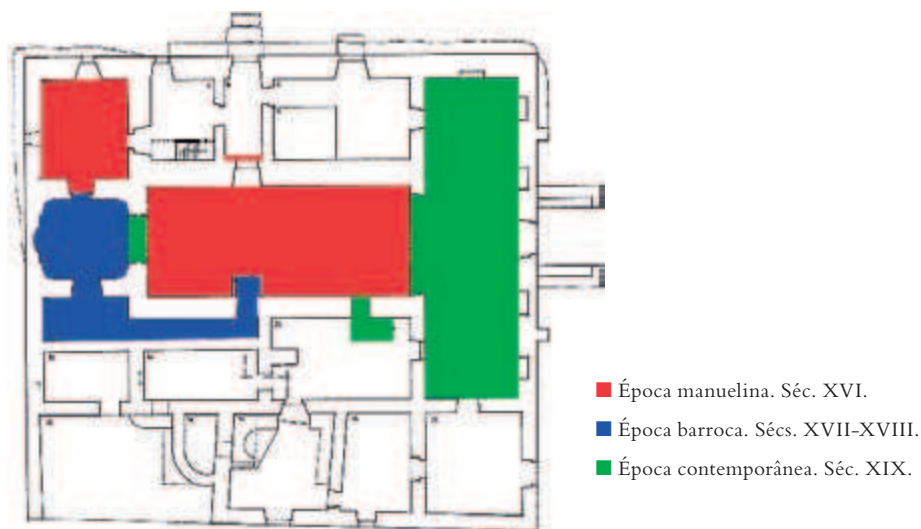 Época manuelina. Séc. XVI.
Época barroca. Sécs. XVII-XVIII.
Época contemporânea. Séc. XIX.